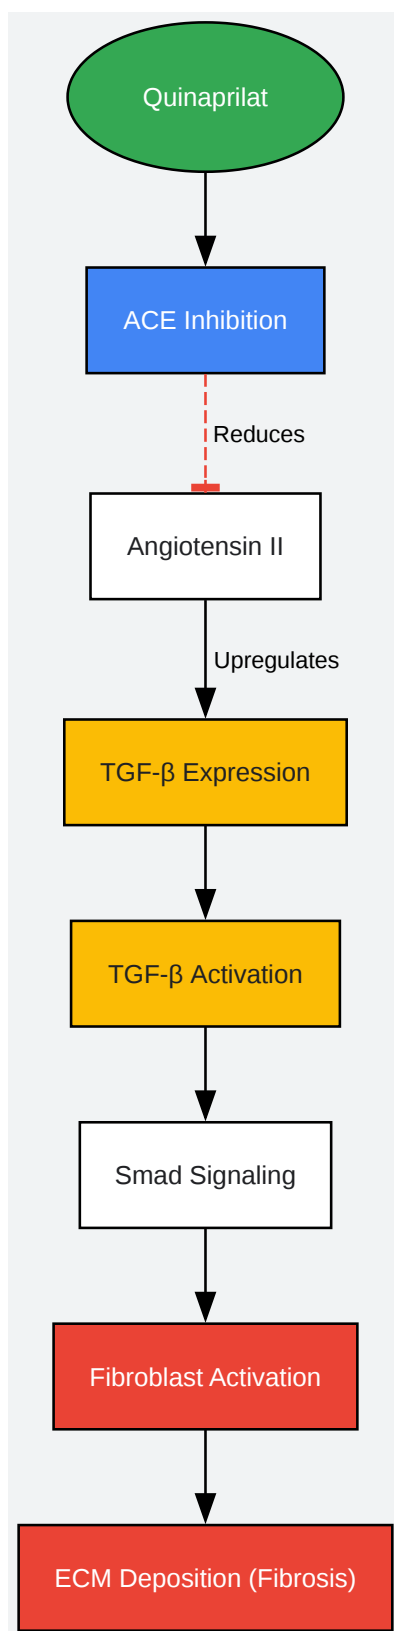 Quinaprilat
ACE Inhibition
Reduces
Angiotensin II
Upregulates
TGF-β Expression
TGF-β Activation
Smad Signaling
Fibroblast Activation
ECM Deposition (Fibrosis)